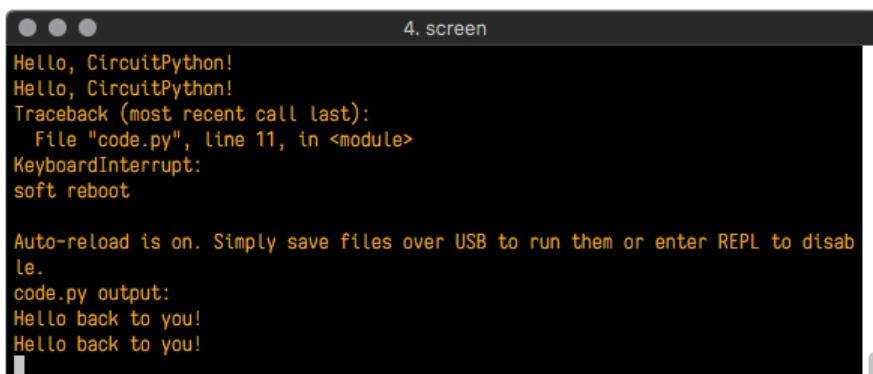 4. screen
Hello, CircuitPython!
Hello, CircuitPython!
Traceback (most recent call last):
  File "code.py", line 11, in <module>
KeyboardInterrupt:
soft reboot

Auto-reload is on. Simply save files over USB to run them or enter REPL to disab
le.
code.py output:
Hello back to you!
Hello back to you!